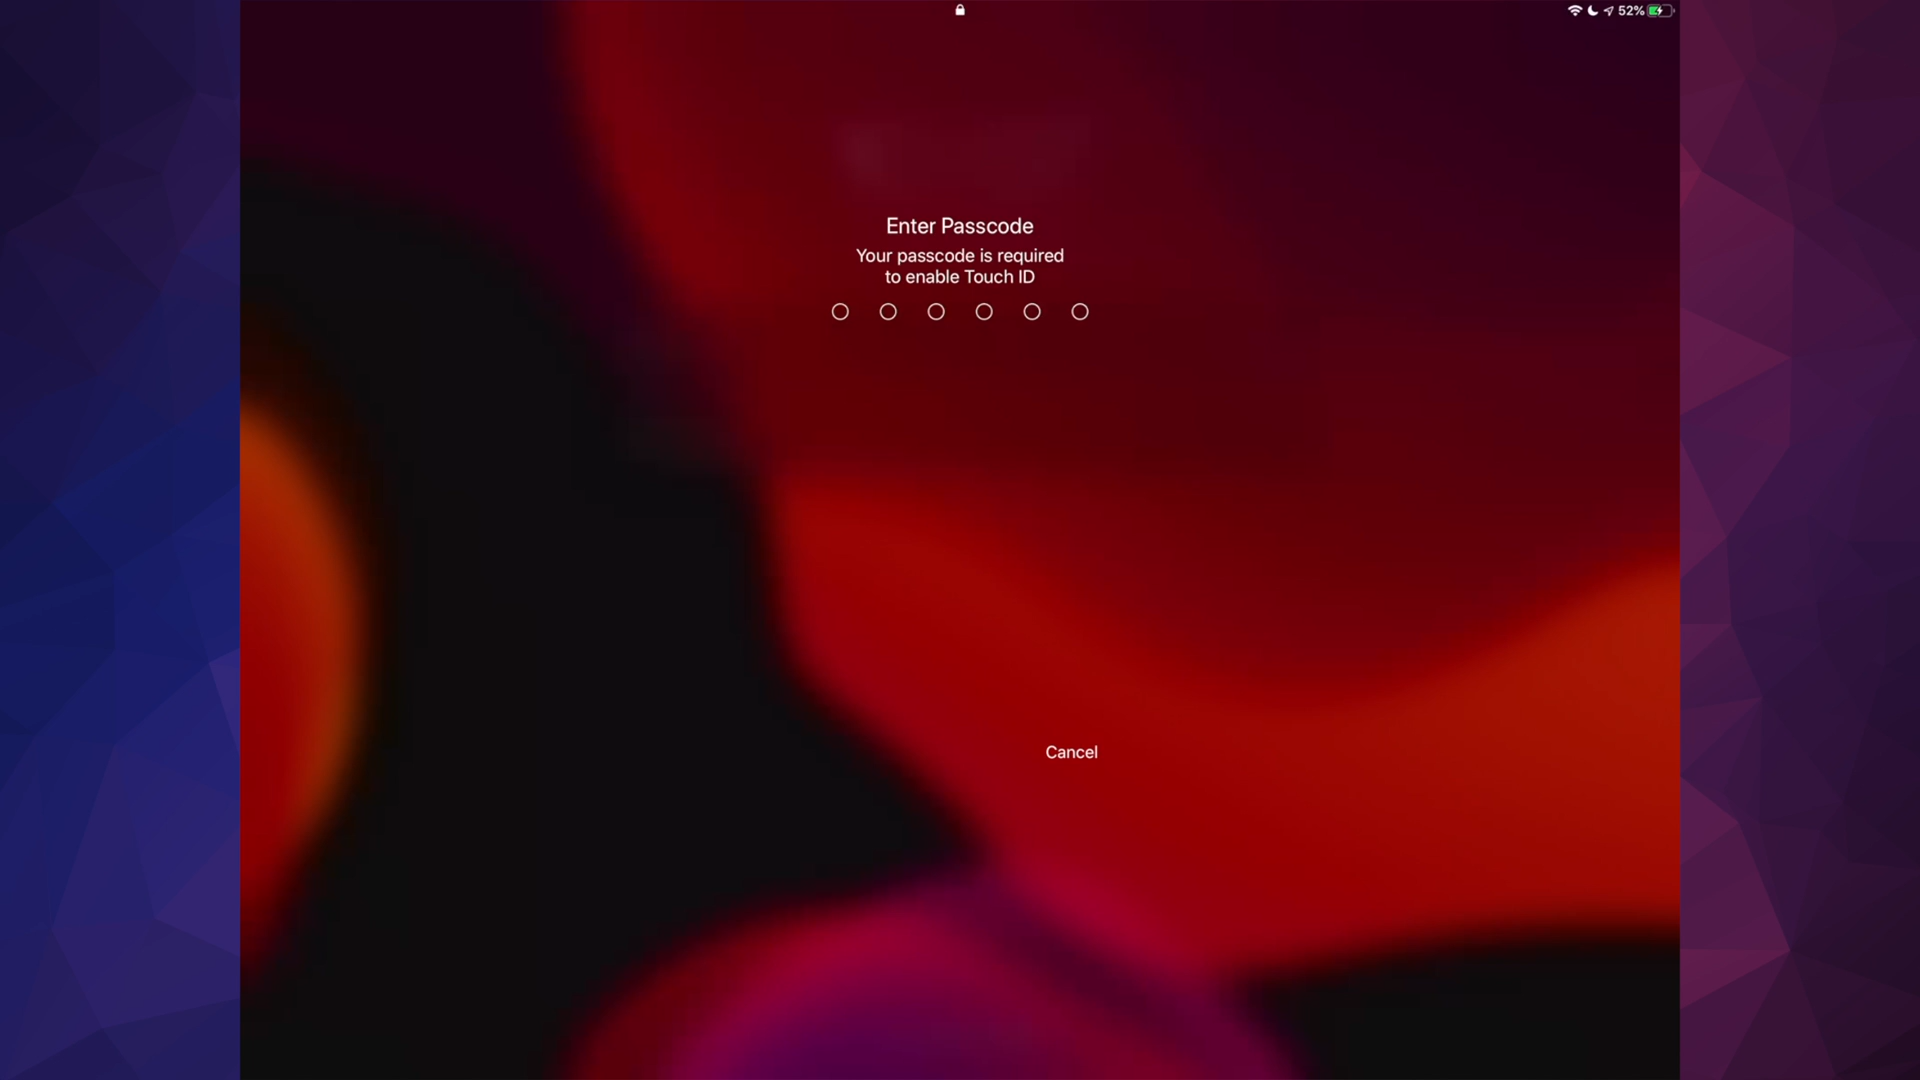 52%
Enter Passcode
Your passcode is required
to enable Touch ID
Cancel